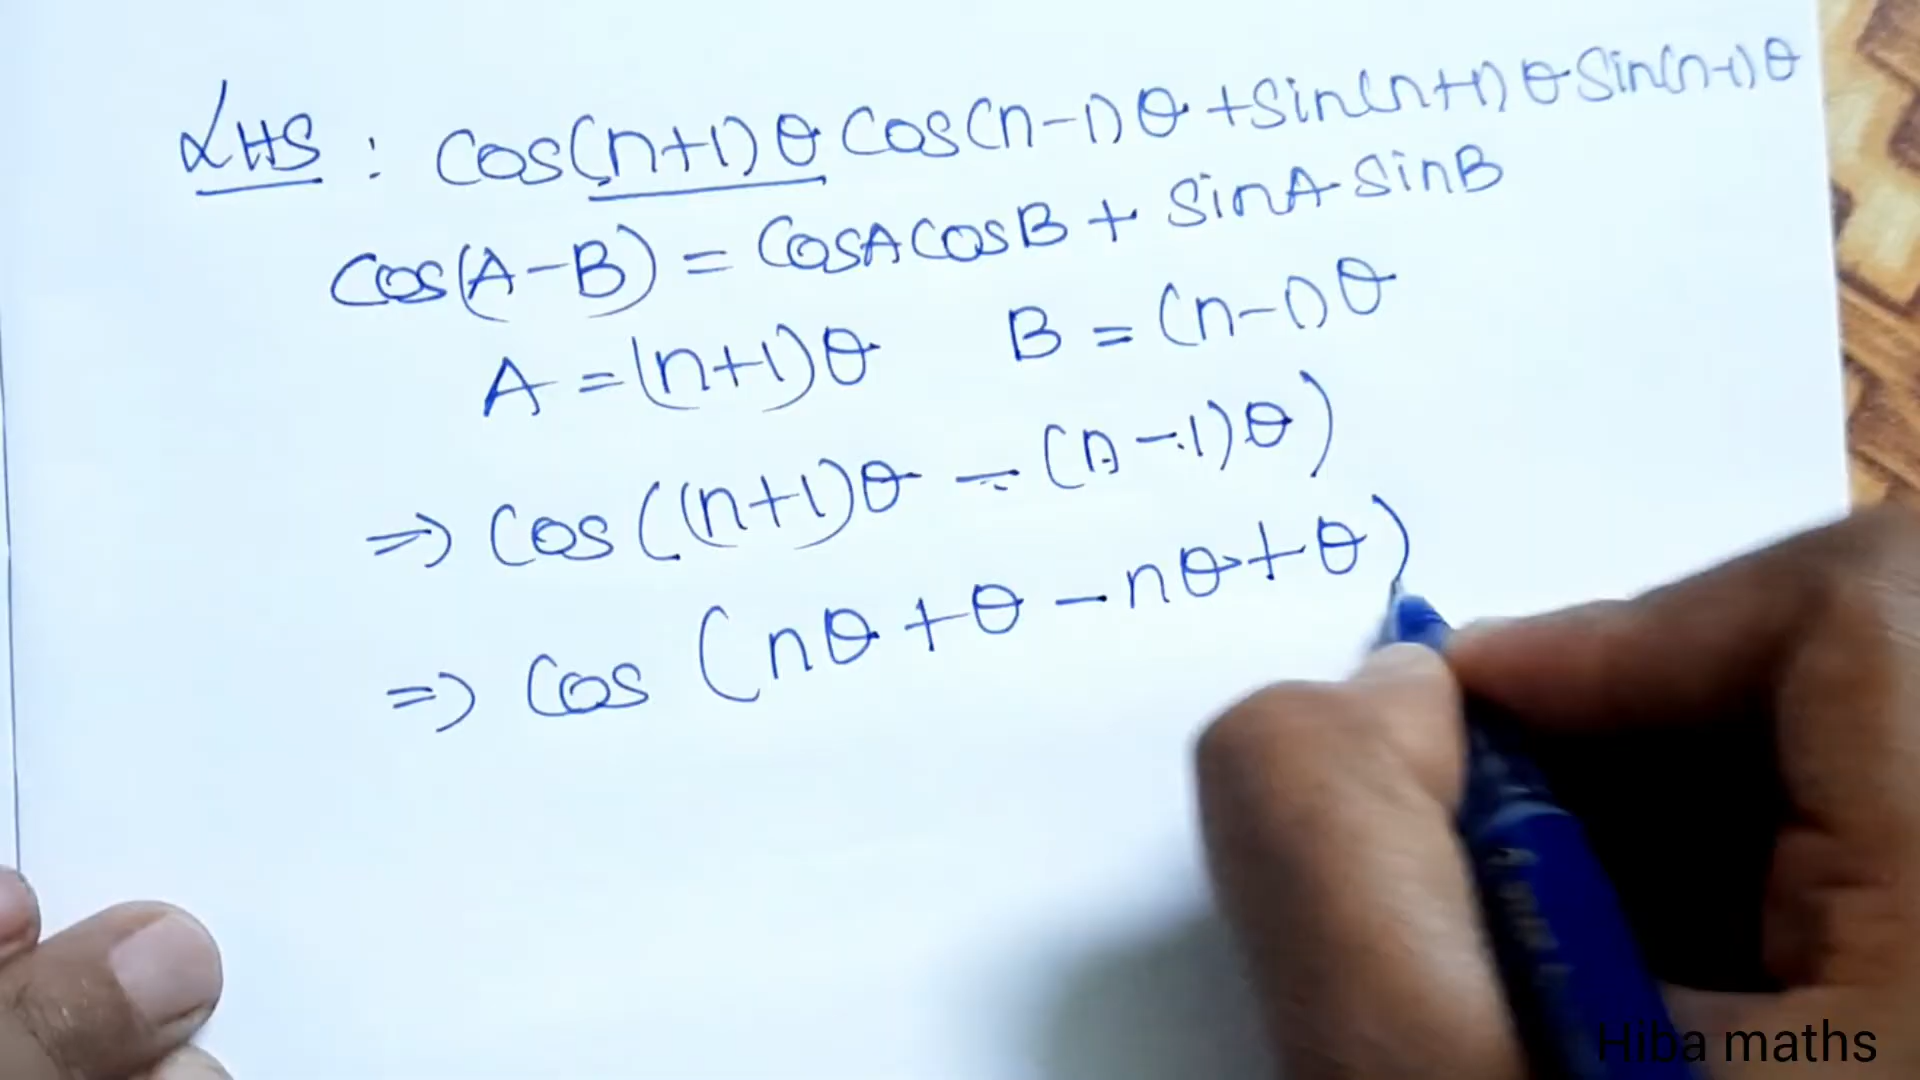 LHS : Cos(n+1)θ Cos(n-1)θ + Sin(n+1)θ Sin(n-1)θ
Cos(A-B) = CosA CosB + SinA SinB
A = (n+1)θ B = (n-1)θ
⇒ Cos((n+1)θ - (n-1)θ)
⇒ Cos (nθ + θ - nθ + θ)
Hiba maths